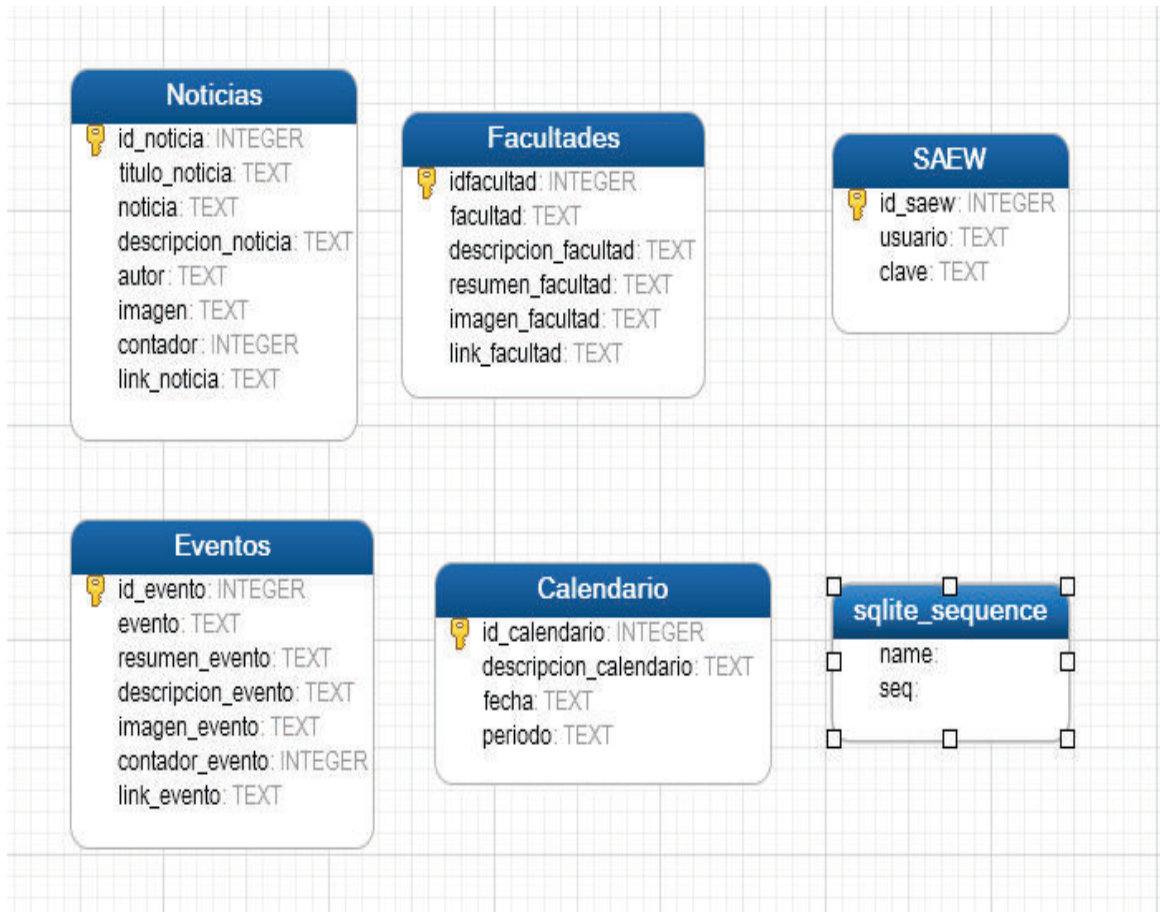 Noticias
id_noticia: INTEGER
titulo_noticia: TEXT
noticia: TEXT
descripcion_noticia: TEXT
autor: TEXT
imagen: TEXT
contador: INTEGER
link_noticia: TEXT
Facultades
idfacultad: INTEGER
facultad: TEXT
descripcion_facultad: TEXT
resumen_facultad: TEXT
imagen_facultad: TEXT
link_facultad: TEXT
SAEW
id_saew: INTEGER
usuario: TEXT
clave: TEXT
Eventos
id_evento: INTEGER
evento: TEXT
resumen_evento: TEXT
descripcion_evento: TEXT
imagen_evento: TEXT
contador_evento: INTEGER
link_evento: TEXT
Calendario
id_calendario: INTEGER
descripcion_calendario: TEXT
fecha: TEXT
periodo: TEXT
sqlite_sequence
name:
seq: